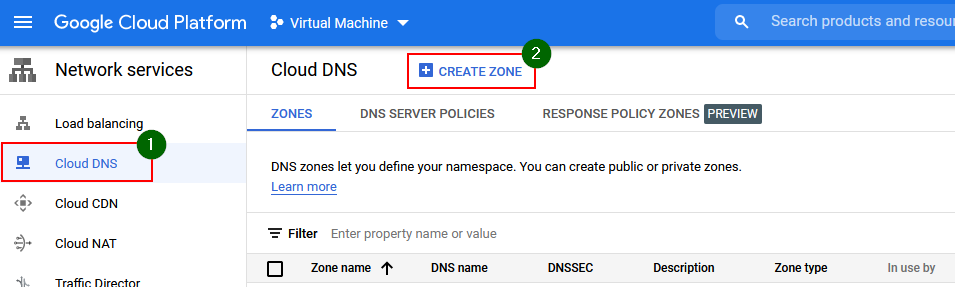 Google Cloud Platform
Virtual Machine
Search products and resou
Network services
Cloud DNS
2
CREATE ZONE
Load balancing
1
Cloud DNS
Cloud CDN
Cloud NAT
Traffic Director
ZONES
DNS SERVER POLICIES
RESPONSE POLICY ZONES PREVIEW
DNS zones let you define your namespace. You can create public or private zones.
Learn more
Filter Enter property name or value
Zone name DNS name DNSSEC Description Zone type In use by